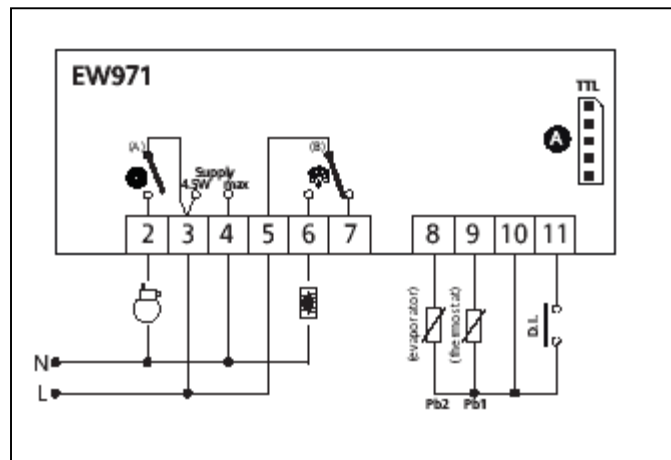 EW971
TTL
A
(A)
(B)
Supply
4.5W max
2 3 4 5 6 7 8 9 10 11
(evaporator)
(thermostat)
D.I.
N
L
Pb2 Pb1